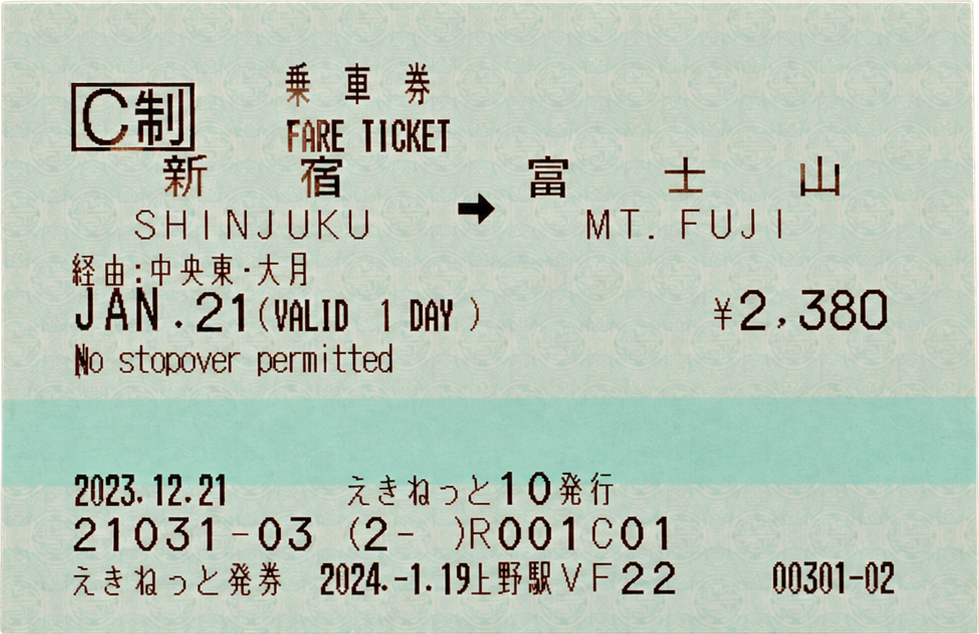 乗車券
C制 FARE TICKET
新宿 → 富士山
SHINJUKU MT. FUJI
経由:中央東・大月
JAN.21(VALID 1 DAY ) ¥2,380
No stopover permitted
2023.12.21 えきねっと10発行
21031-03 (2- )R001C01
えきねっと発券 2024.-1.19上野駅VF22 00301-02